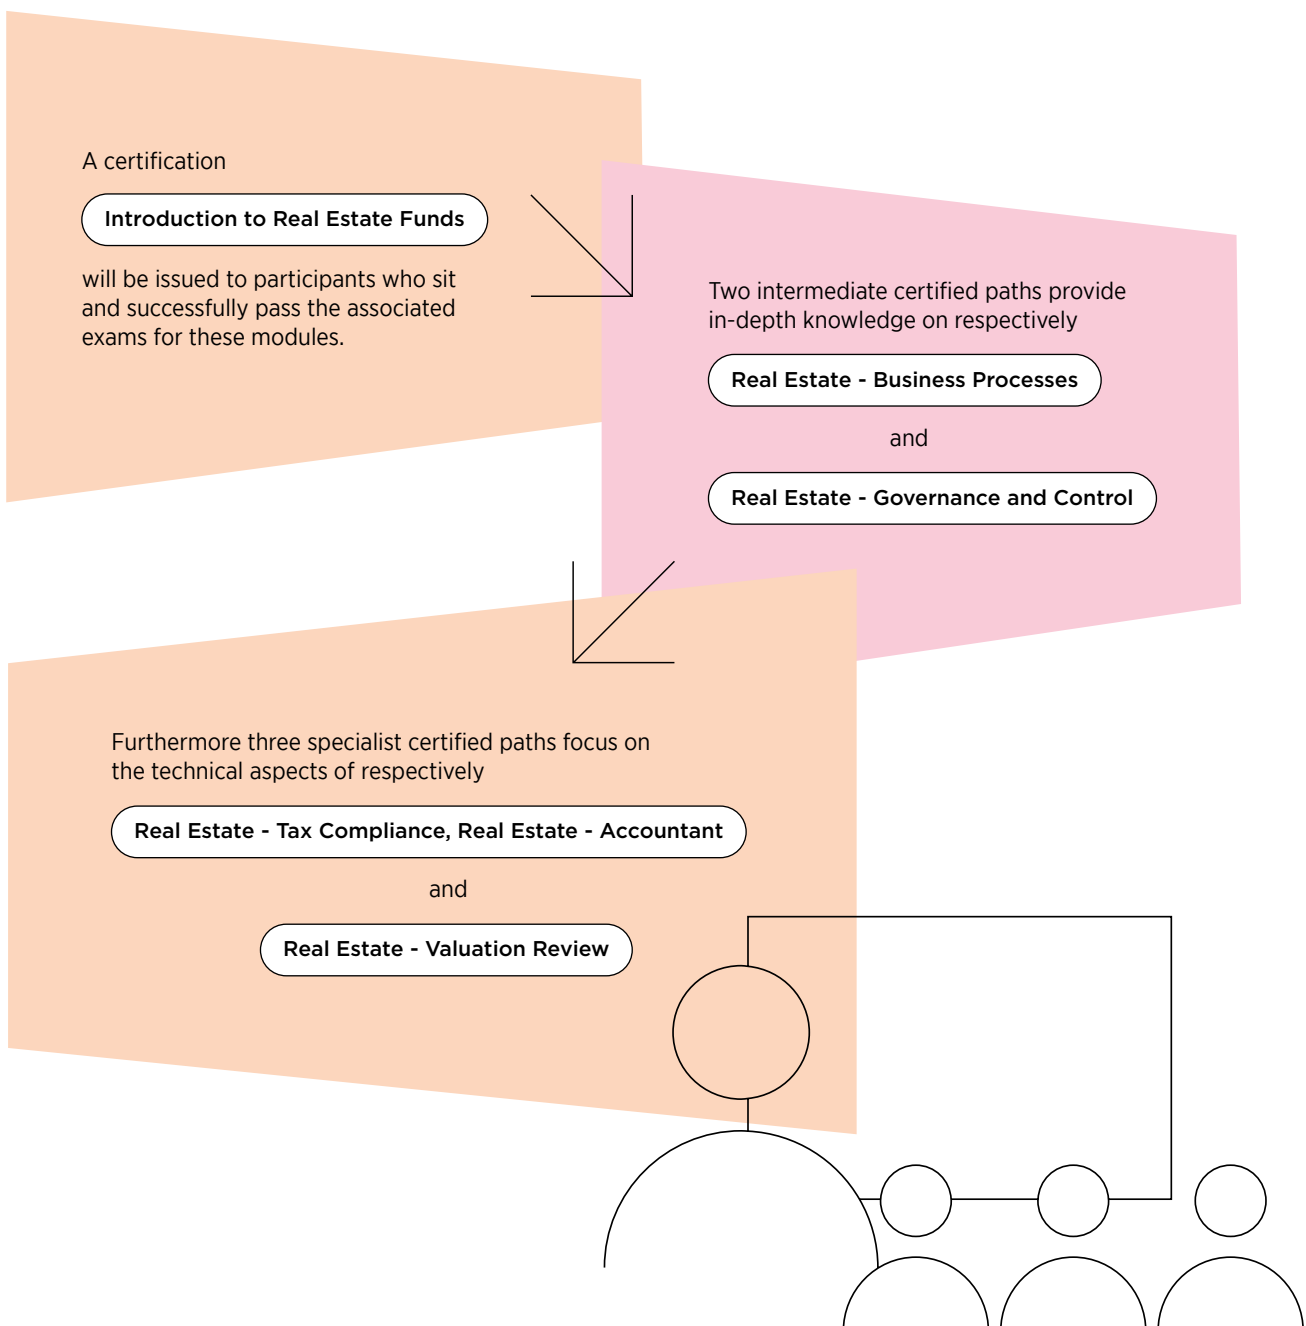 A certification
Introduction to Real Estate Funds
will be issued to participants who sit
and successfully pass the associated
exams for these modules.
Two intermediate certified paths provide
in-depth knowledge on respectively
Real Estate - Business Processes
and
Real Estate - Governance and Control
Furthermore three specialist certified paths focus on
the technical aspects of respectively
Real Estate - Tax Compliance, Real Estate - Accountant
and
Real Estate - Valuation Review